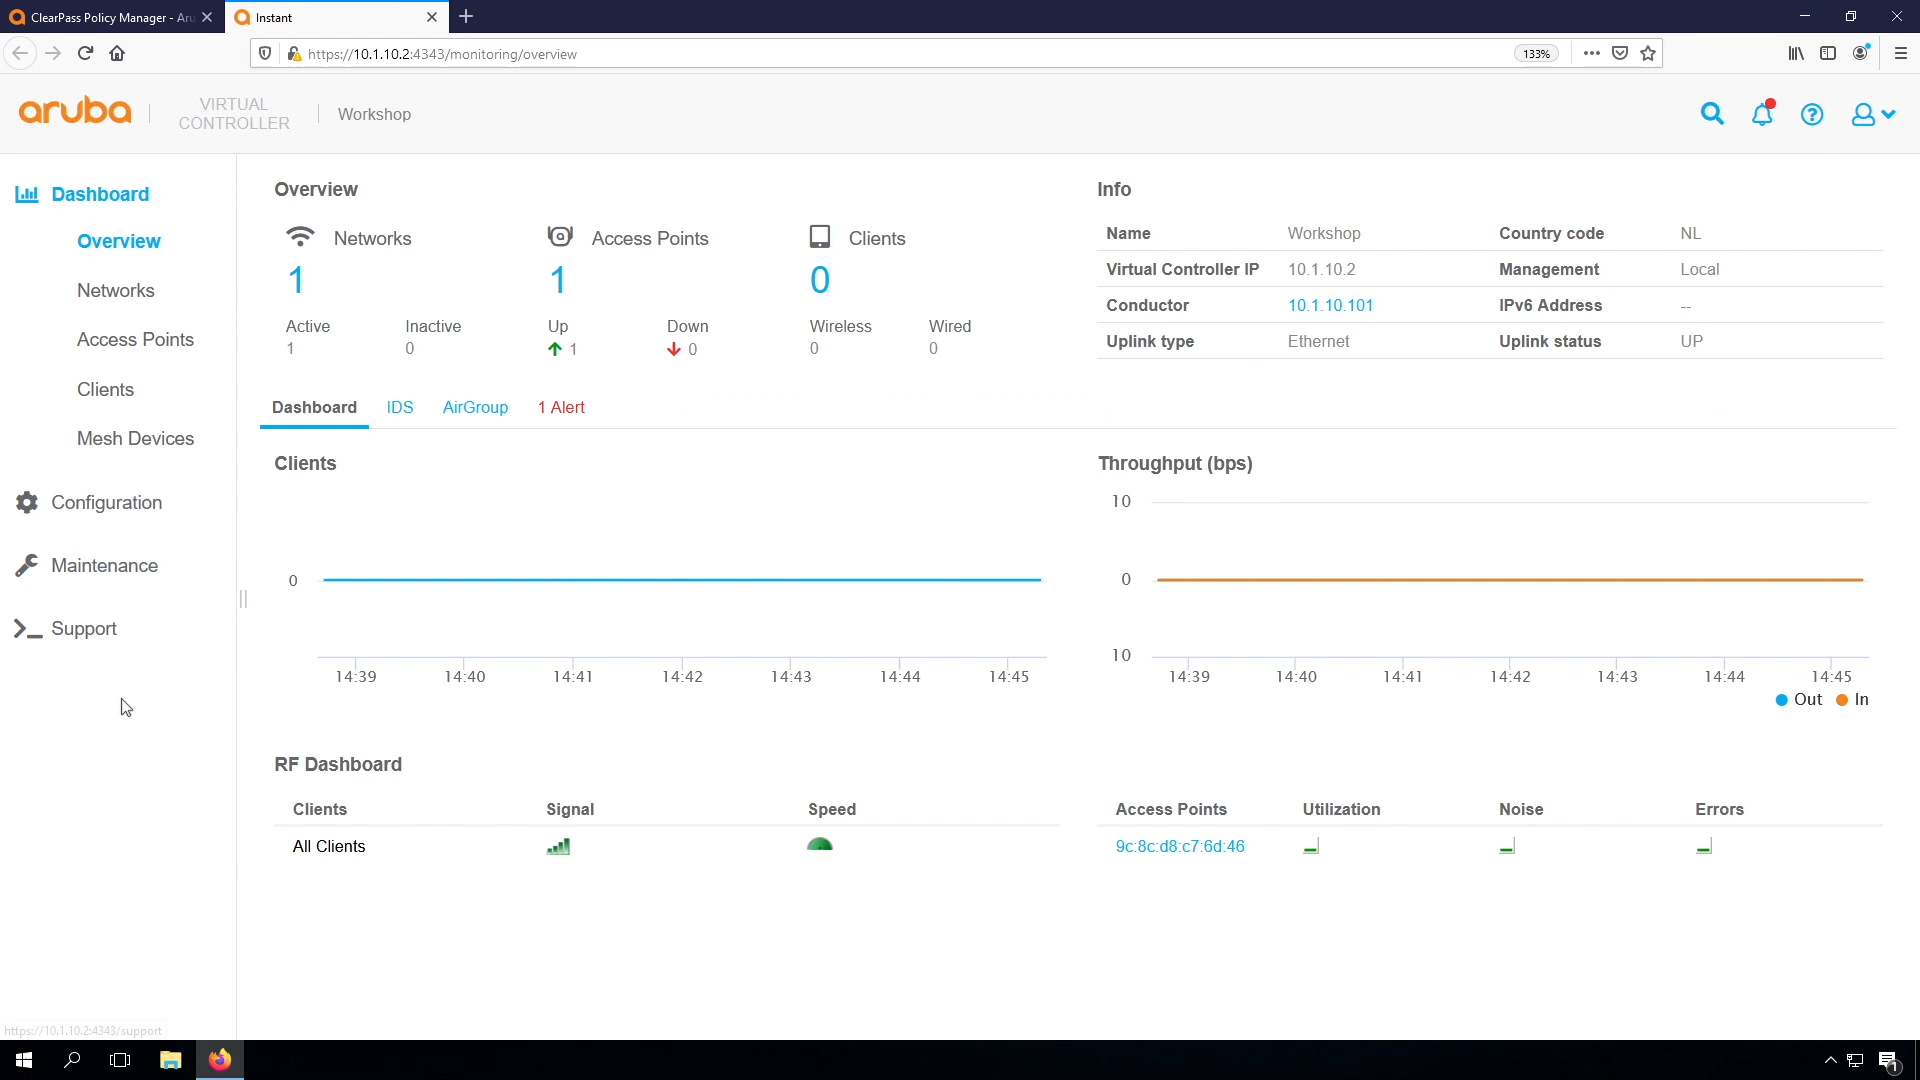 ClearPass Policy Manager - Aru
Instant
https://10.1.10.2:4343/monitoring/overview
133%
aruba
VIRTUAL
CONTROLLER
Workshop
Dashboard
Overview
Networks
Access Points
Clients
Mesh Devices
Configuration
Maintenance
Support
Overview
Networks
1
Active
1
Inactive
0
Access Points
1
Up
1
Down
0
Clients
0
Wireless
0
Wired
0
Info
Name Workshop Country code NL
Virtual Controller IP 10.1.10.2 Management Local
Conductor 10.1.10.101 IPv6 Address --
Uplink type Ethernet Uplink status UP
Dashboard IDS AirGroup 1 Alert
Clients
0
14:39 14:40 14:41 14:42 14:43 14:44 14:45
Throughput (bps)
10
0
10
14:39 14:40 14:41 14:42 14:43 14:44 14:45
Out In
RF Dashboard
Clients Signal Speed
All Clients
Access Points Utilization Noise Errors
9c:8c:d8:c7:6d:46
https://10.1.10.2:4343/support
1